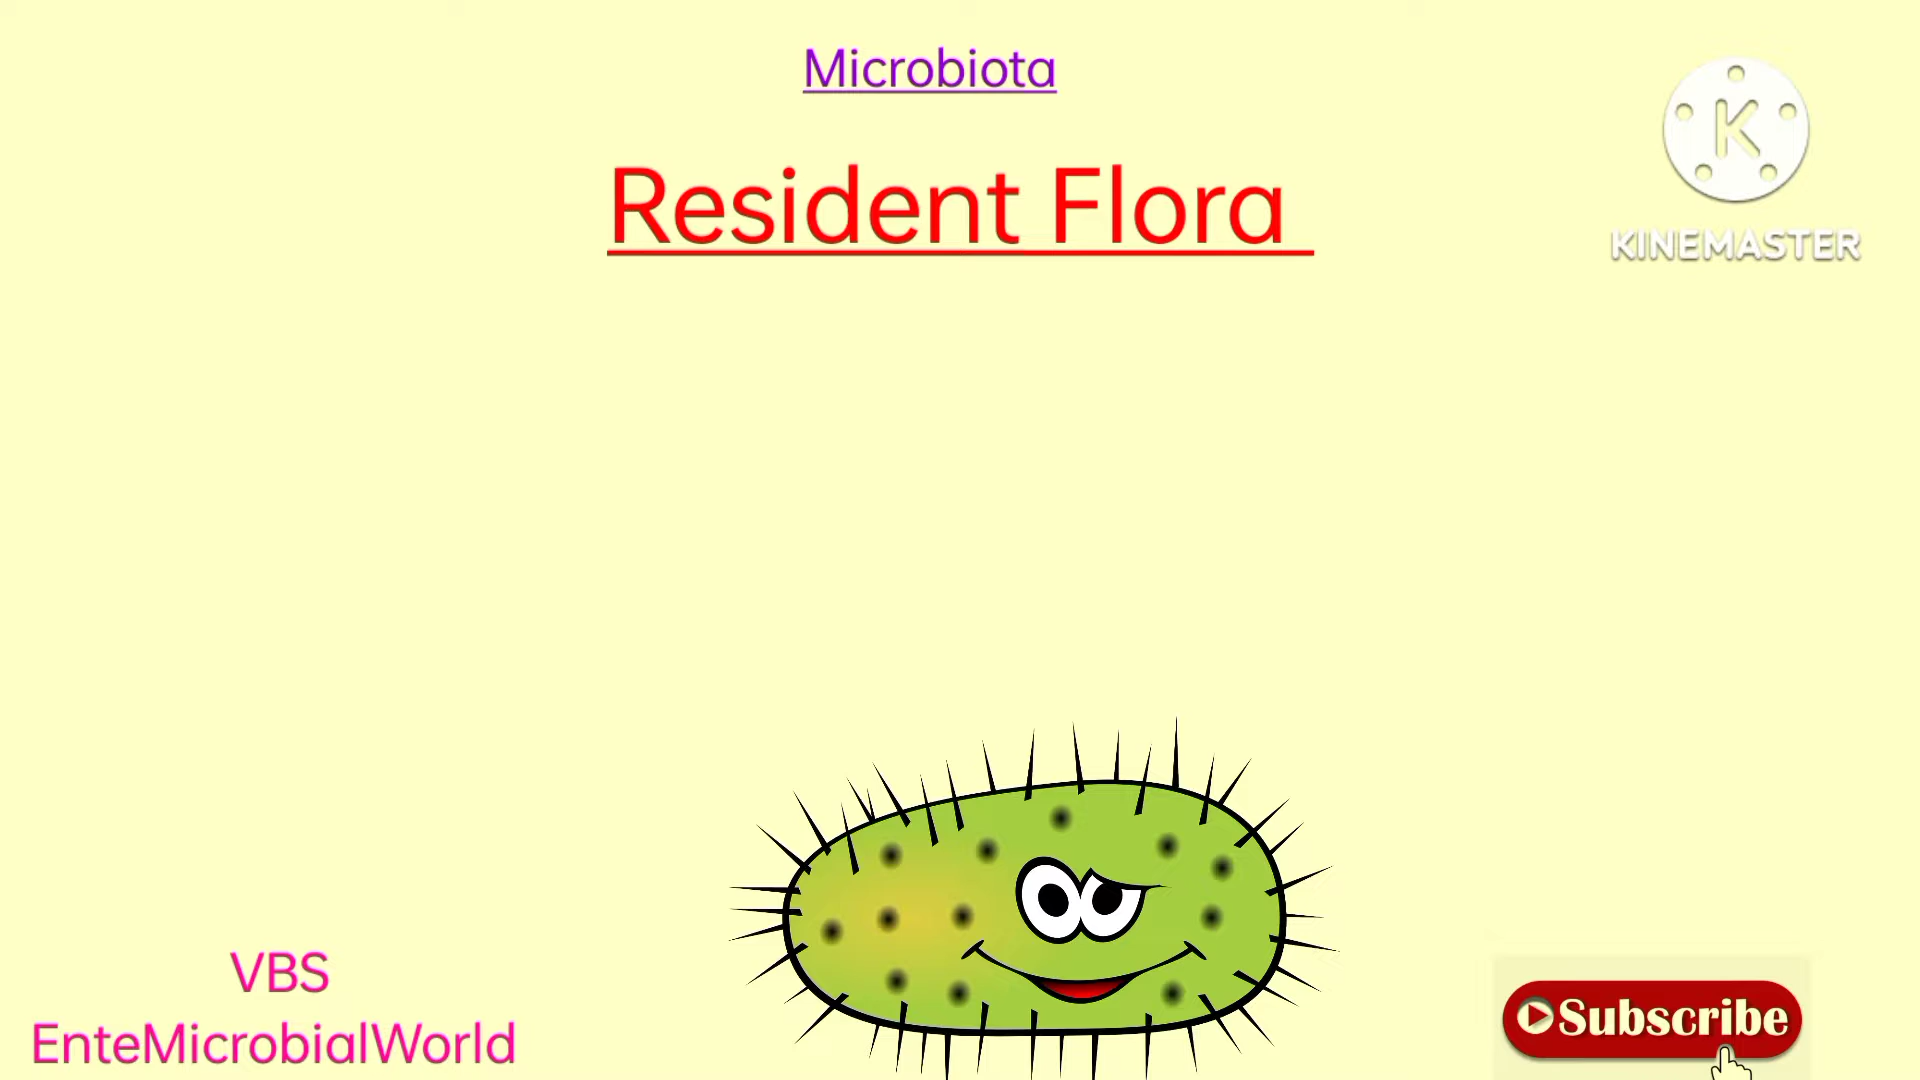 Microbiota
Resident Flora
K
KINEMASTER
VBS
EnteMicrobialWorld
Subscribe